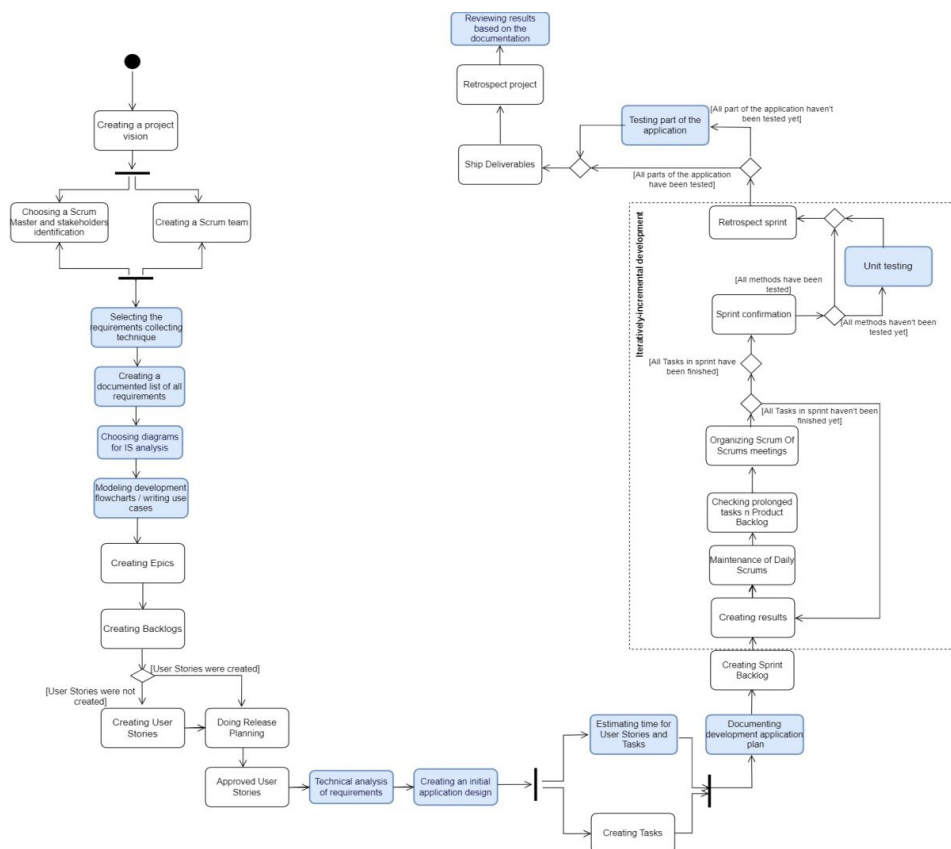 Creating a project
vision
Choosing a Scrum
Master and stakeholders
identification
Creating a Scrum team
Selecting the
requirements collecting
technique
Creating a
documented list of all
requirements
Choosing diagrams
for IS analysis
Modeling development
flowcharts / writing use
cases
Creating Epics
Creating Backlogs
[User Stories were created]
[User Stories were not
created]
Creating User
Stories
Doing Release
Planning
Approved User
Stories
Technical analysis
of requirements
Creating an initial
application design
Estimating time for
User Stories and
Tasks
Creating Tasks
Documenting
development application
plan
Creating Sprint
Backlog
Iteratively-incremental development
Creating results
Maintenance of Daily
Scrums
Checking prolonged
tasks n Product
Backlog
Organizing Scrum Of
Scrums meetings
[All Tasks in sprint haven't been
finished yet]
[All Tasks in sprint have
been finished]
Sprint confirmation
[All methods haven't been
tested yet]
[All methods have been
tested]
Unit testing
Retrospect sprint
[All part of the application haven't
been tested yet]
Testing part of the
application
[All parts of the application
have been tested]
Ship Deliverables
Retrospect project
Reviewing results
based on the
documentation